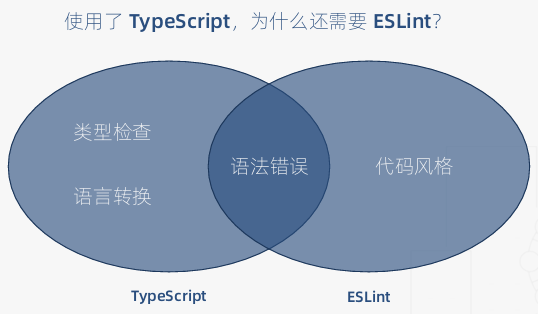 使用了 TypeScript，为什么还需要 ESLint？
类型检查
语言转换
语法错误
代码风格
TypeScript
ESLint